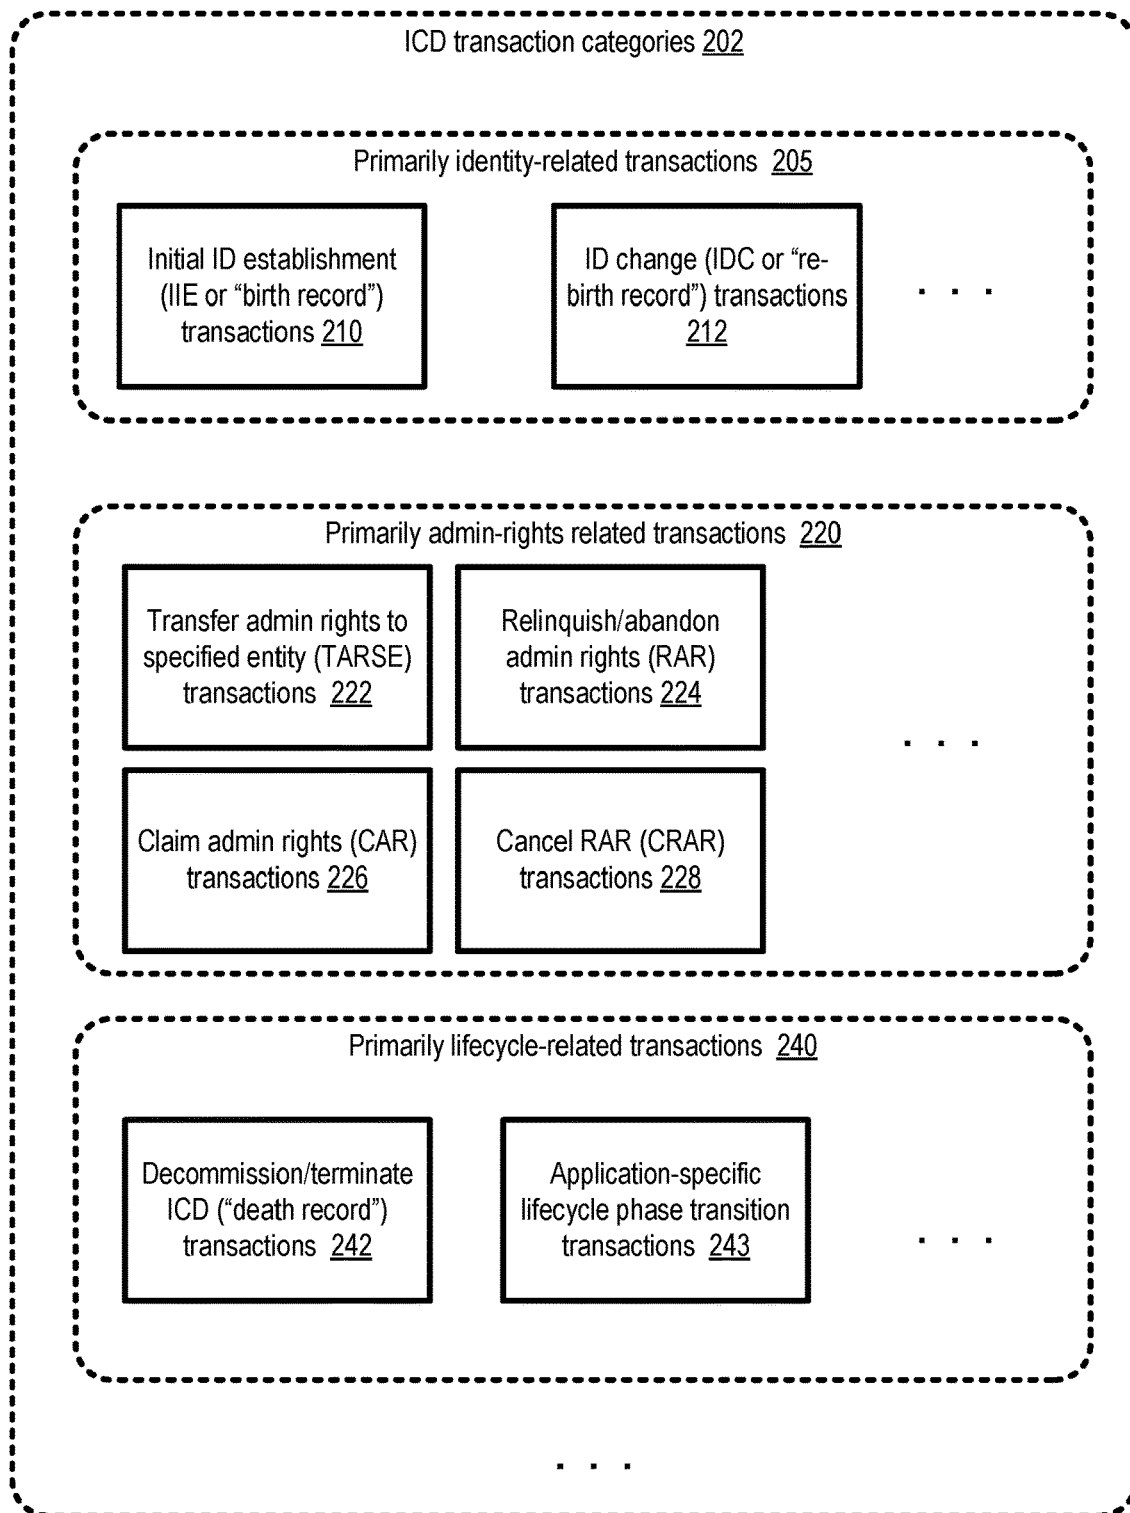 ICD transaction categories 202
Primarily identity-related transactions 205
Initial ID establishment
(IIE or “birth record”)
transactions 210
ID change (IDC or “re-
birth record”) transactions
212
. . .
Primarily admin-rights related transactions 220
Transfer admin rights to
specified entity (TARSE)
transactions 222
Relinquish/abandon
admin rights (RAR)
transactions 224
. . .
Claim admin rights (CAR)
transactions 226
Cancel RAR (CRAR)
transactions 228
Primarily lifecycle-related transactions 240
Decommission/terminate
ICD (“death record”)
transactions 242
Application-specific
lifecycle phase transition
transactions 243
. . .
. . .